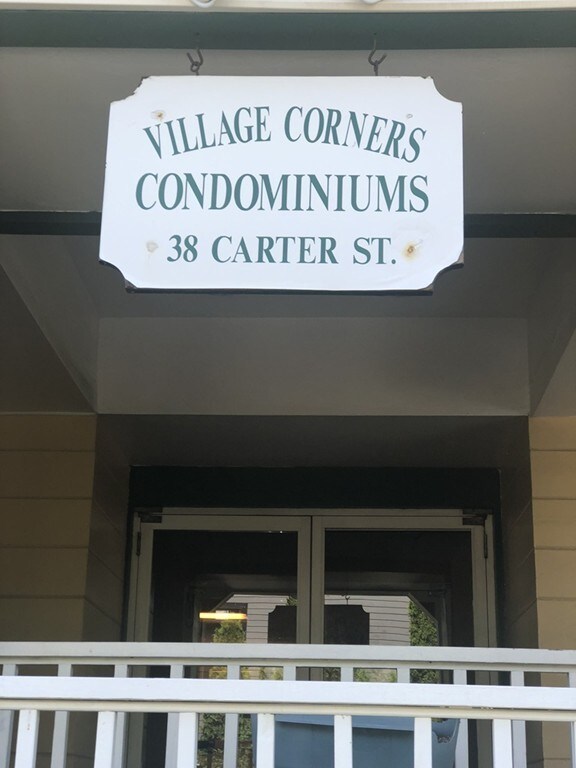 VILLAGE CORNERS
CONDOMINIUMS
38 CARTER ST.